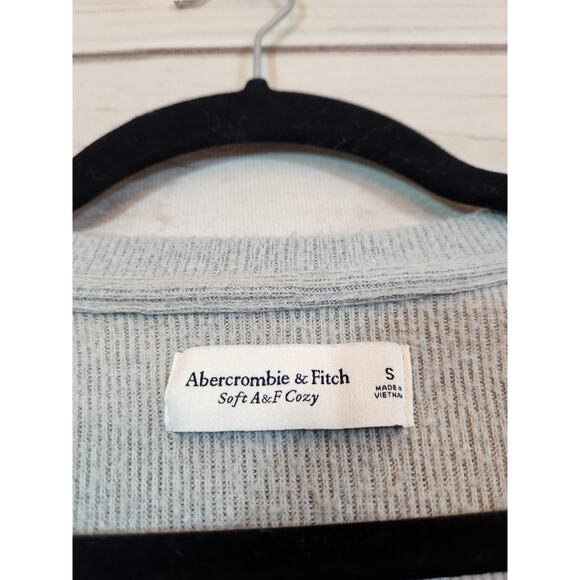 Abercrombie & Fitch
Soft A&F Cozy
S
MADE IN
VIETNAM